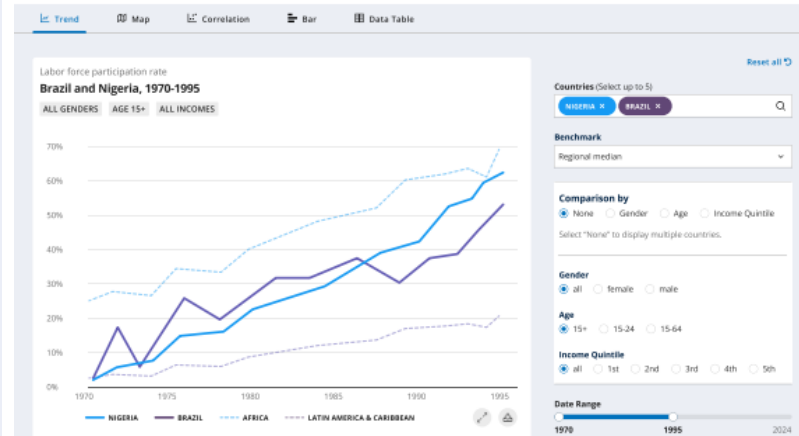 Trend Map Correlation Bar Data Table
Reset all
Labor force participation rate
Brazil and Nigeria, 1970-1995
ALL GENDERS AGE 15+ ALL INCOMES
70%
60%
50%
40%
30%
20%
10%
0%
1970 1975 1980 1985 1990 1995
NIGERIA BRAZIL AFRICA LATIN AMERICA & CARIBBEAN
Countries (Select up to 5)
NIGERIA × BRAZIL ×
Benchmark
Regional median
Comparison by
None Gender Age Income Quintile
Select "None" to display multiple countries.
Gender
all female male
Age
15+ 15-24 15-64
Income Quintile
all 1st 2nd 3rd 4th 5th
Date Range
1970 1995 2024